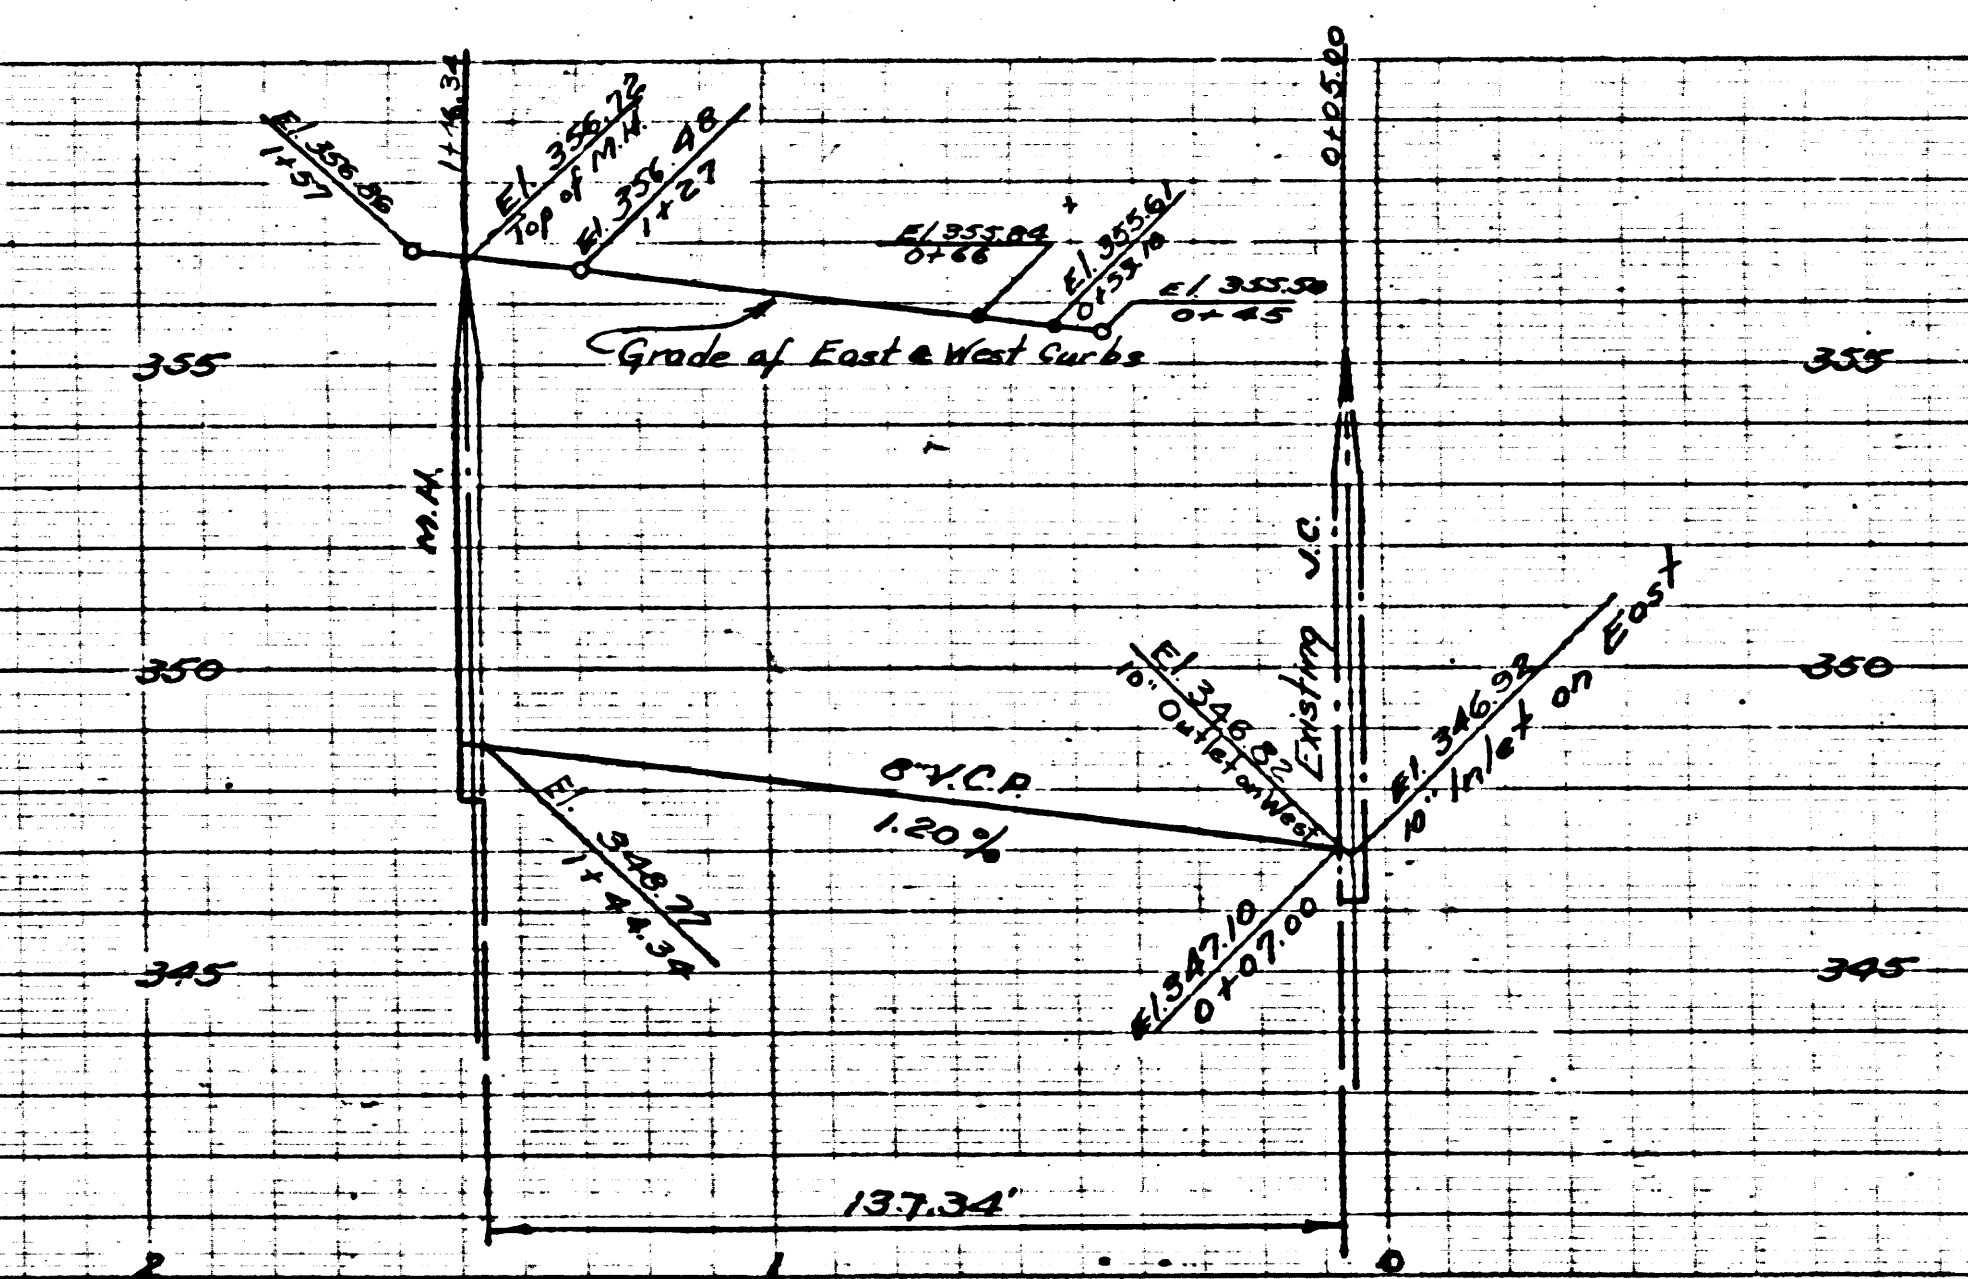 1+46.34
0+05.00
El. 356.86
1+57
El. 356.72
Top of M.H.
El. 356.48
1+27
El. 355.84
0+66
El. 355.61
El. 355.50
0+45
Grade of East & West Curbs
355
355
M.H.
Existing J.C.
350
350
El. 346.82
10" Outlet on West
El. 346.92
10" Inlet on East
8" V.C.P.
1.20%
El. 348.77
1+44.34
El. 347.10
0+07.00
345
345
137.34'
2
1
0